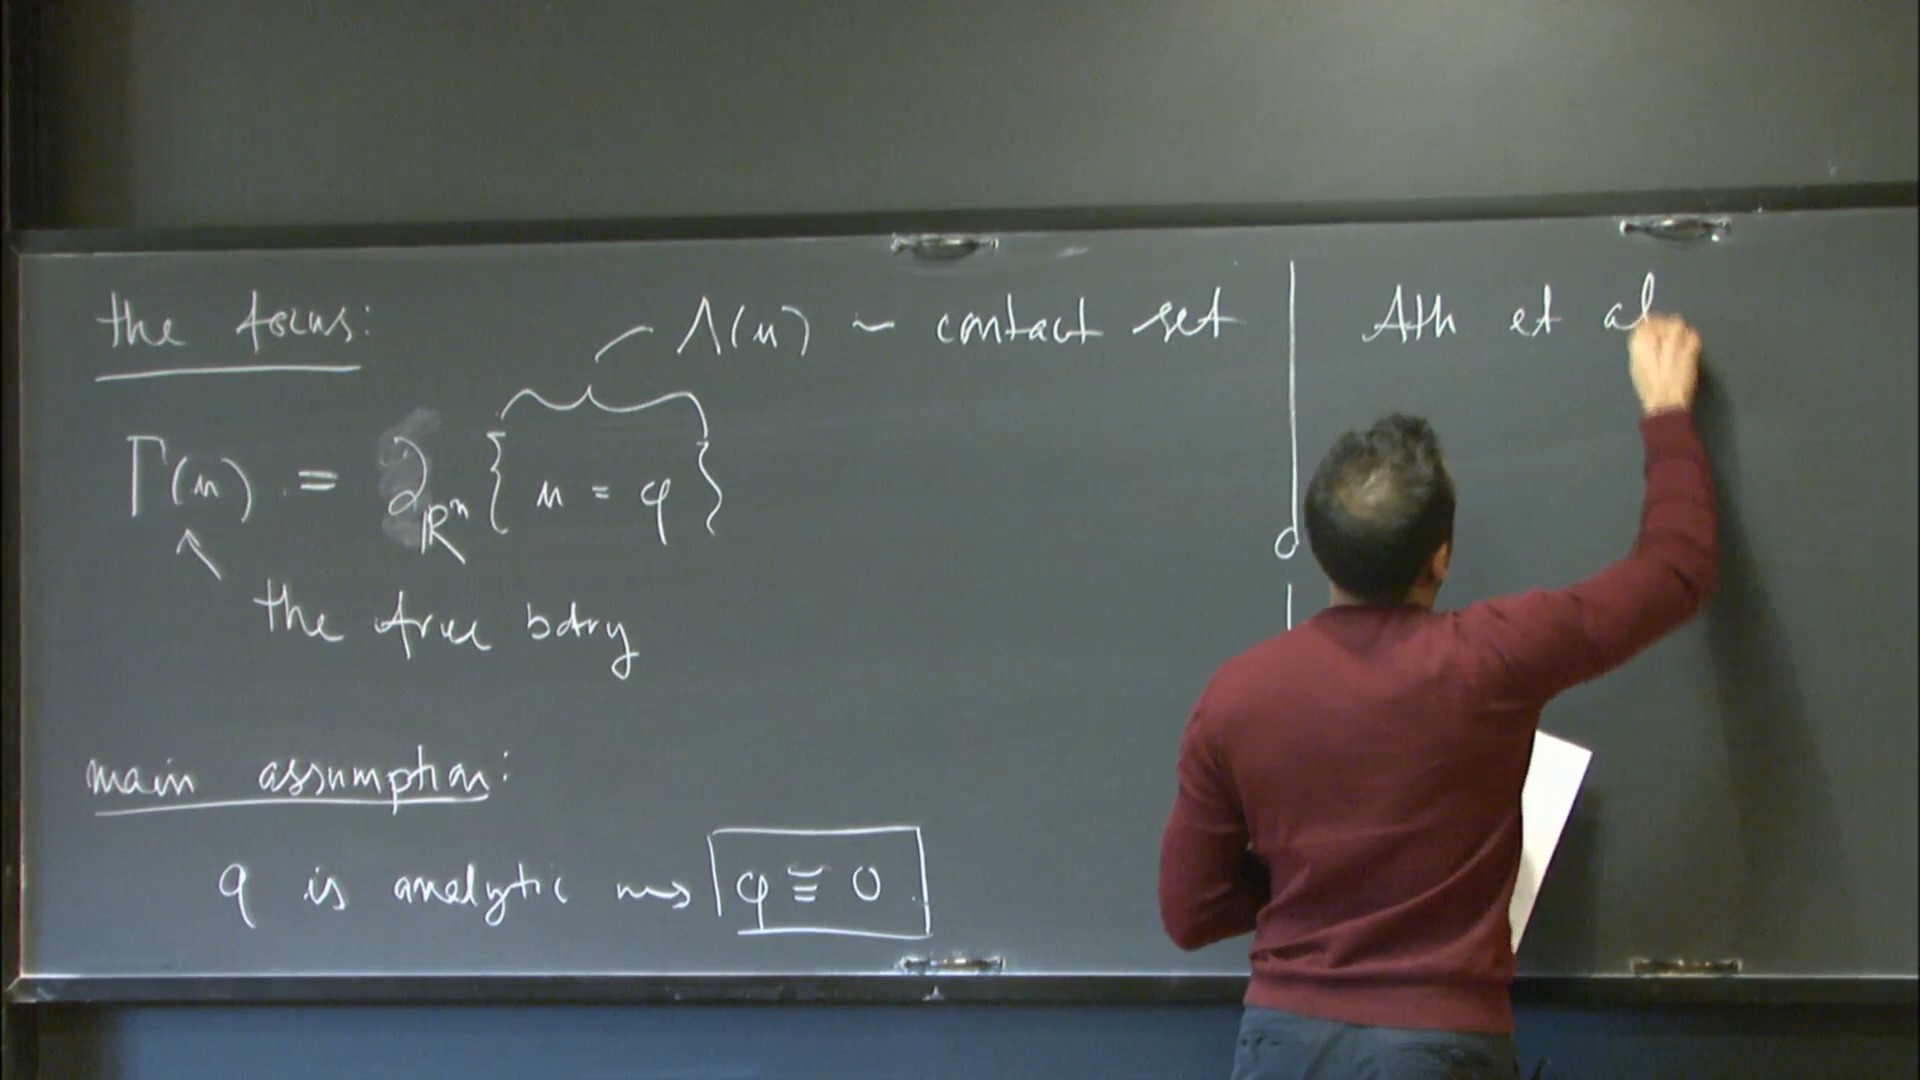 the focus:
Λ(u) ~ contact set
Γ(u) = ∂_{ℝⁿ} { u = φ }
the free bdry
main assumption:
φ is analytic ⇝ φ ≡ 0
Ath et al